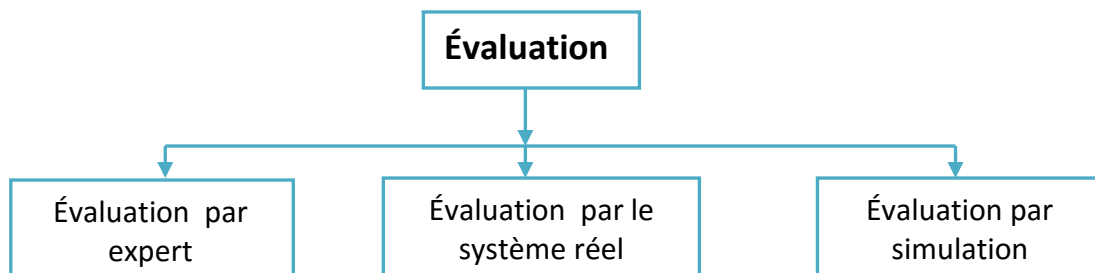 Évaluation
Évaluation par
expert
Évaluation par le
système réel
Évaluation par
simulation